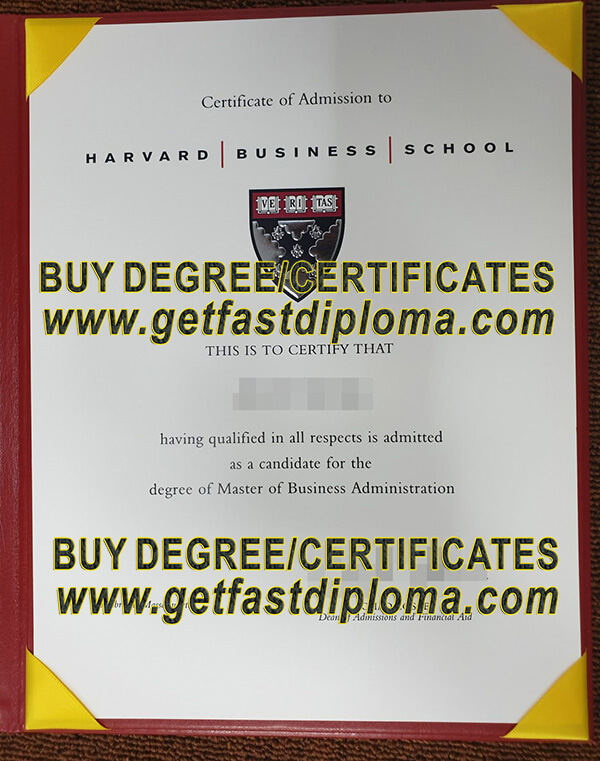 Certificate of Admission to
HARVARD | BUSINESS | SCHOOL
VE RI TAS
BUY DEGREE/CERTIFICATES
www.getfastdiploma.com
THIS IS TO CERTIFY THAT
having qualified in all respects is admitted
as a candidate for the
degree of Master of Business Administration
BUY DEGREE/CERTIFICATES
www.getfastdiploma.com
Dean of Admissions and Financial Aid